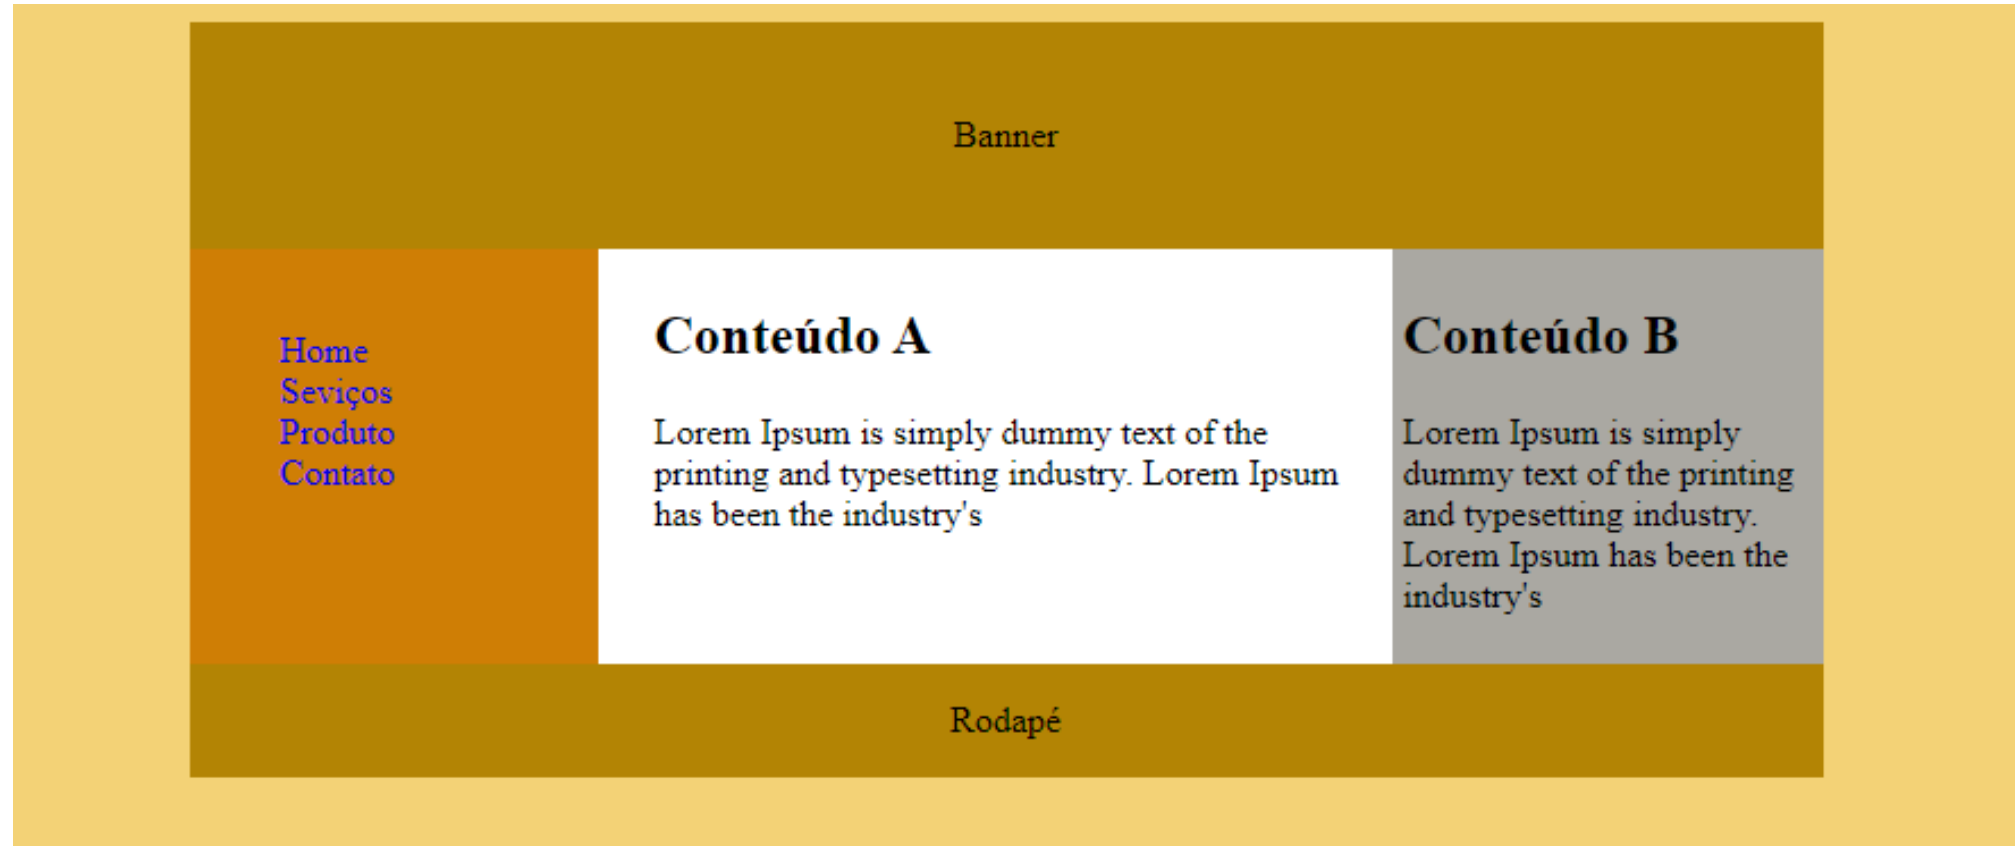 Banner
Home
Seviços
Produto
Contato
Conteúdo A
Lorem Ipsum is simply dummy text of the
printing and typesetting industry. Lorem Ipsum
has been the industry's
Conteúdo B
Lorem Ipsum is simply
dummy text of the printing
and typesetting industry.
Lorem Ipsum has been the
industry's
Rodapé